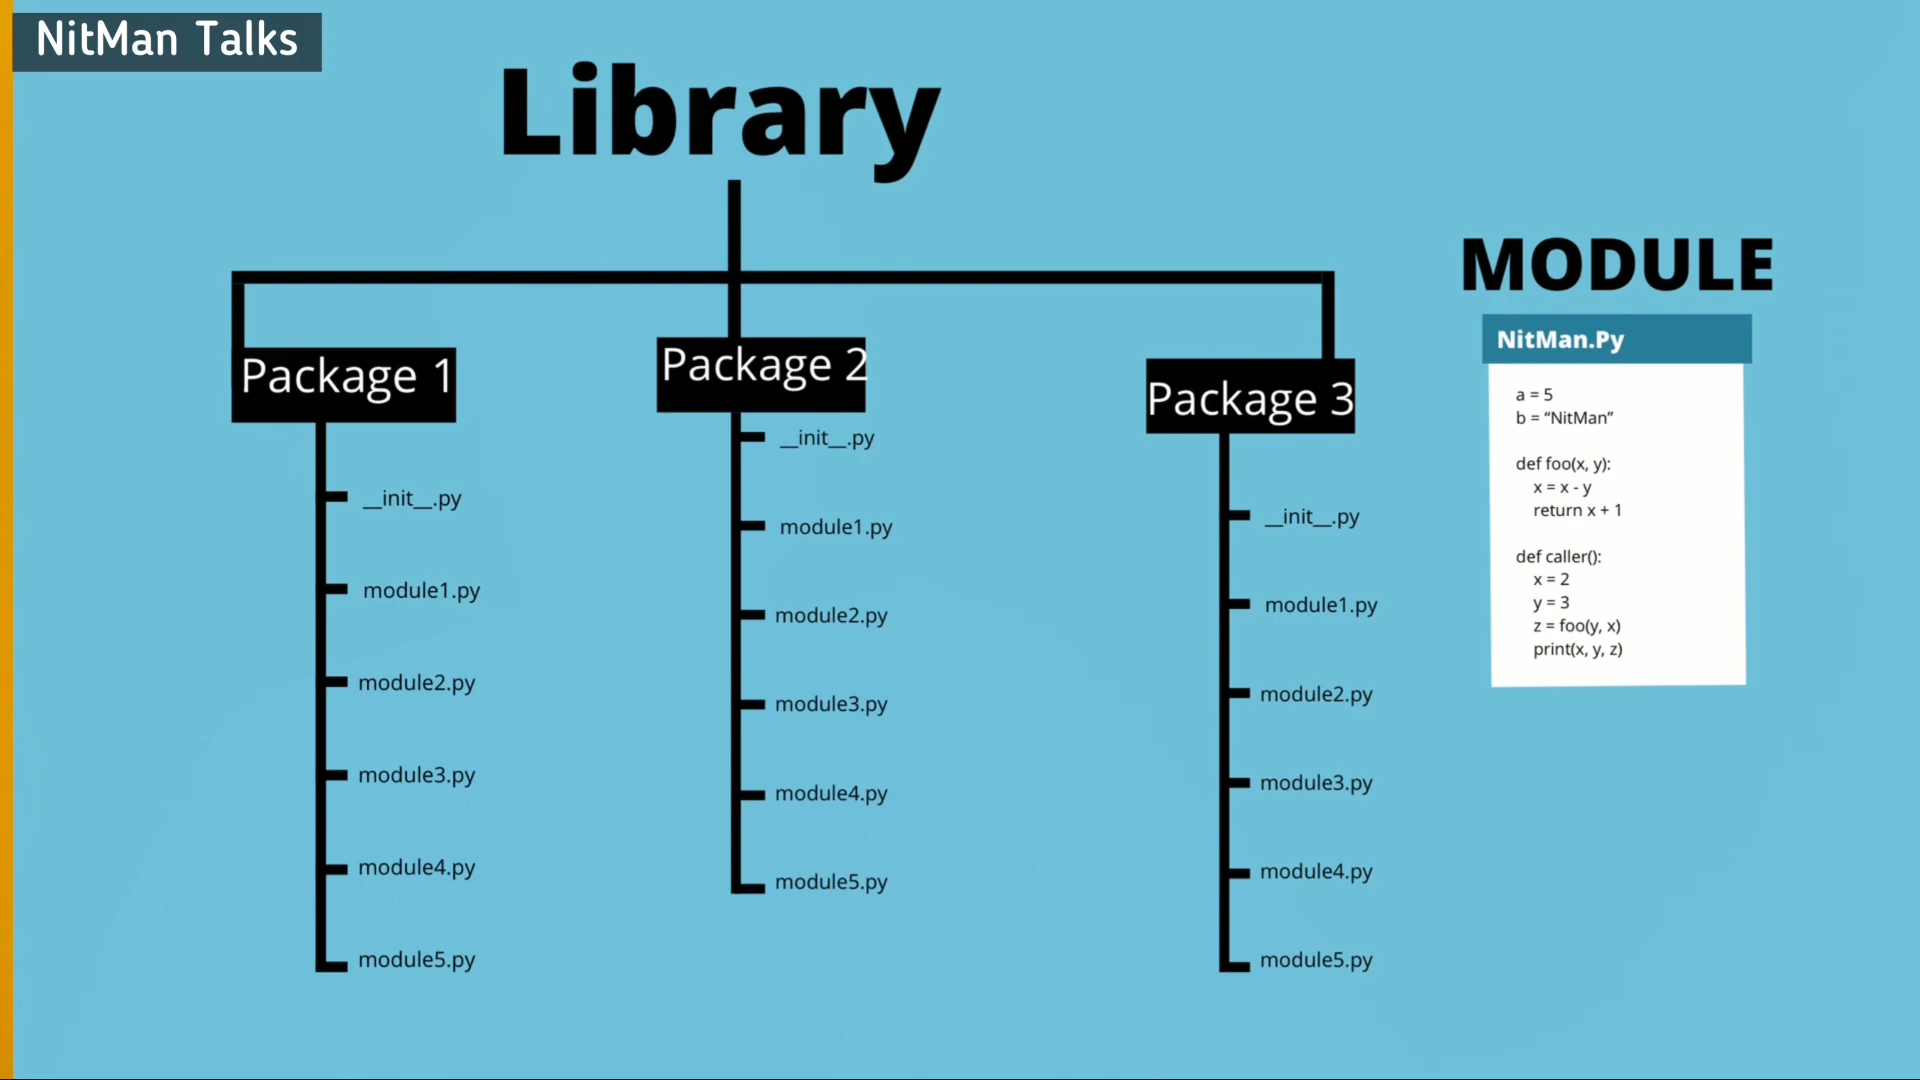 NitMan Talks
Library
Package 1
__init__.py
module1.py
module2.py
module3.py
module4.py
module5.py
Package 2
__init__.py
module1.py
module2.py
module3.py
module4.py
module5.py
Package 3
__init__.py
module1.py
module2.py
module3.py
module4.py
module5.py
MODULE
NitMan.Py
a = 5
b = “NitMan”
def foo(x, y):
x = x - y
return x + 1
def caller():
x = 2
y = 3
z = foo(y, x)
print(x, y, z)